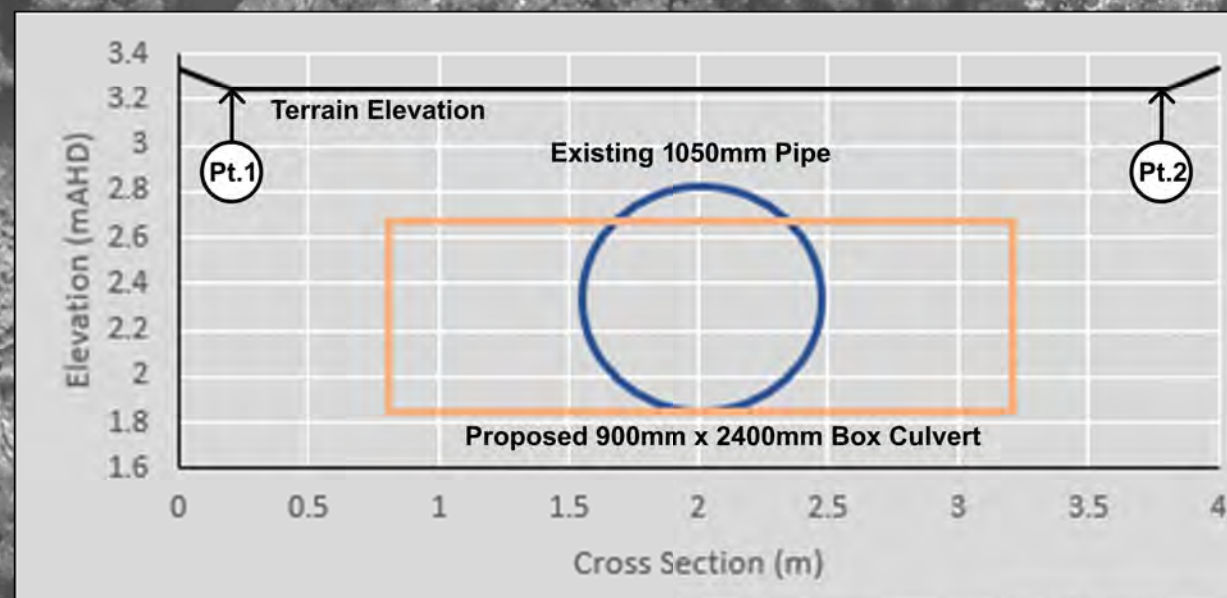 3.4
3.2
3
2.8
2.6
2.4
2.2
2
1.8
1.6
Elevation (mAHD)
Terrain Elevation
Pt.1
Pt.2
Existing 1050mm Pipe
Proposed 900mm x 2400mm Box Culvert
0 0.5 1 1.5 2 2.5 3 3.5 4
Cross Section (m)